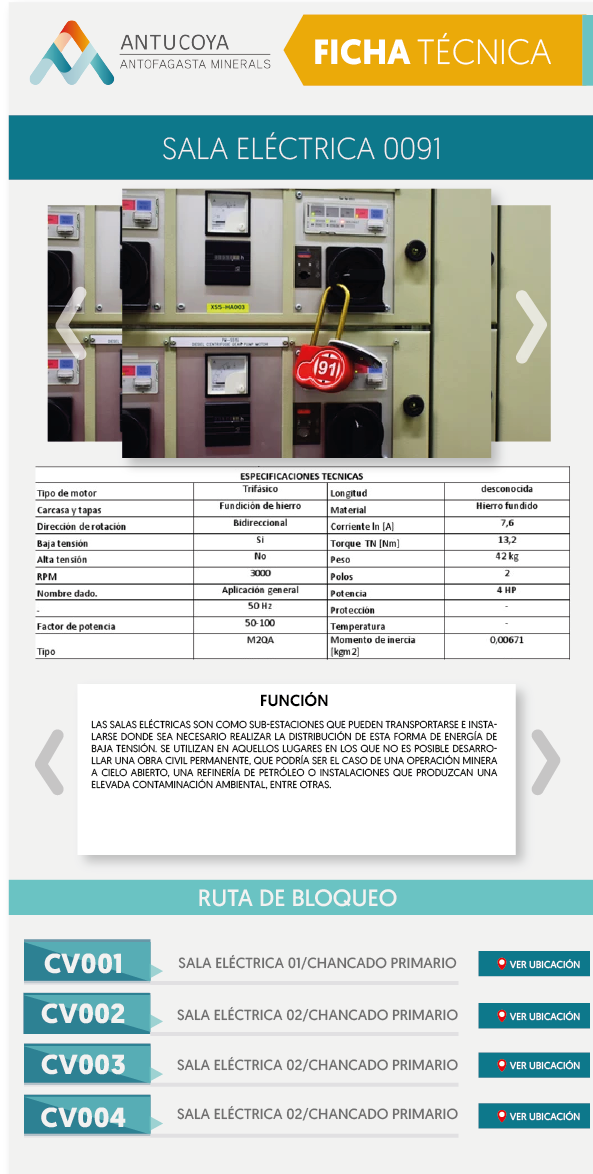 ANTUCOYA
ANTOFAGASTA MINERALS
FICHA TÉCNICA
SALA ELÉCTRICA 0091
XSIS-HA003
91
ESPECIFICACIONES TECNICAS
Tipo de motor Trifásico Longitud desconocida
Carcasa y tapas Fundición de hierro Material Hierro fundido
Dirección de rotación Bidireccional Corriente ln [A] 7,6
Baja tensión Si Torque TN [Nm] 13,2
Alta tensión No Peso 42 kg
RPM 3000 Polos 2
Nombre dado. Aplicación general Potencia 4 HP
. 50 Hz Protección -
Factor de potencia 50-100 Temperatura -
Tipo M2QA Momento de inercia 0,00671
[kgm2]
FUNCIÓN
LAS SALAS ELÉCTRICAS SON COMO SUB-ESTACIONES QUE PUEDEN TRANSPORTARSE E INSTA-
LARSE DONDE SEA NECESARIO REALIZAR LA DISTRIBUCIÓN DE ESTA FORMA DE ENERGÍA DE
BAJA TENSIÓN. SE UTILIZAN EN AQUELLOS LUGARES EN LOS QUE NO ES POSIBLE DESARRO-
LLAR UNA OBRA CIVIL PERMANENTE, QUE PODRÍA SER EL CASO DE UNA OPERACIÓN MINERA
A CIELO ABIERTO, UNA REFINERÍA DE PETRÓLEO O INSTALACIONES QUE PRODUZCAN UNA
ELEVADA CONTAMINACIÓN AMBIENTAL, ENTRE OTRAS.
RUTA DE BLOQUEO
CV001 SALA ELÉCTRICA 01/CHANCADO PRIMARIO VER UBICACIÓN
CV002 SALA ELÉCTRICA 02/CHANCADO PRIMARIO VER UBICACIÓN
CV003 SALA ELÉCTRICA 02/CHANCADO PRIMARIO VER UBICACIÓN
CV004 SALA ELÉCTRICA 02/CHANCADO PRIMARIO VER UBICACIÓN